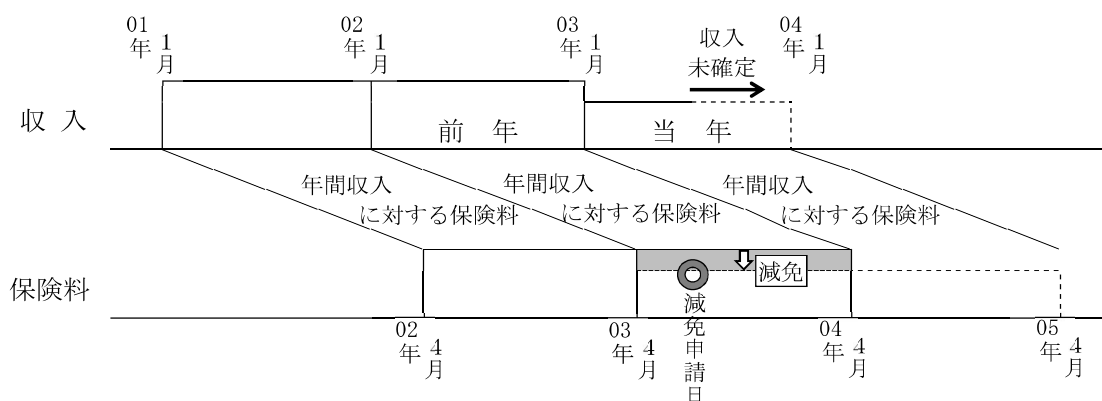 01年1月
02年1月
03年1月
収入
未確定
04年1月
収 入
前 年
当 年
年間収入
に対する保険料
年間収入
に対する保険料
年間収入
に対する保険料
保険料
減免
減免申請日
02年4月
03年4月
04年4月
05年4月